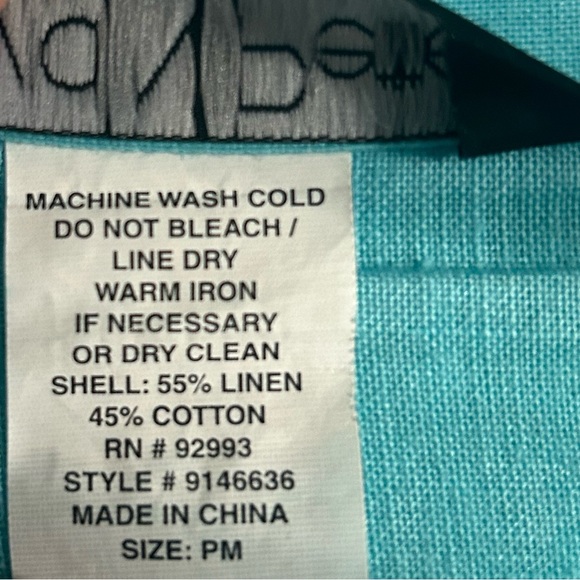 MACHINE WASH COLD
DO NOT BLEACH /
LINE DRY
WARM IRON
IF NECESSARY
OR DRY CLEAN
SHELL: 55% LINEN
45% COTTON
RN # 92993
STYLE # 9146636
MADE IN CHINA
SIZE: PM